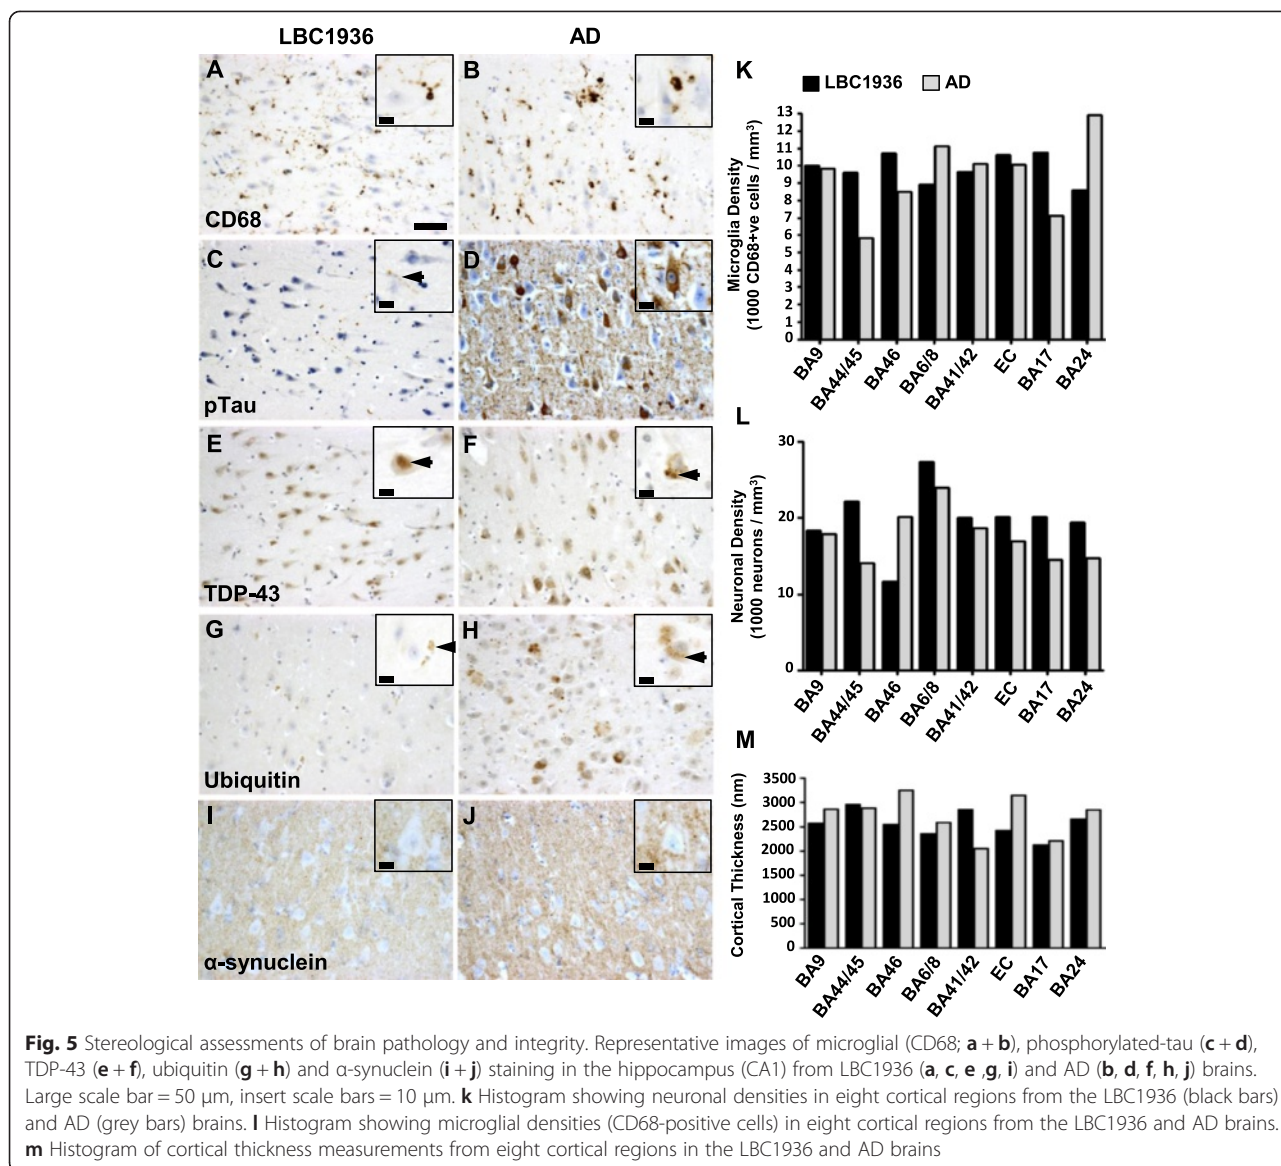 LBC1936 AD
A B
CD68
C D
pTau
E F
TDP-43
G H
Ubiquitin
I J
α-synuclein
K
LBC1936 AD
Microglia Density
(1000 CD68+ve cells / mm³)
13
11
10
9
8
7
6
5
4
3
2
1
0
BA9 BA44/45 BA46 BA6/8 BA41/42 EC BA17 BA24
L
Neuronal Density
(1000 neurons / mm³)
30
20
10
0
BA9 BA44/45 BA46 BA6/8 BA41/42 EC BA17 BA24
M
Cortical Thickness (nm)
3500
3000
2500
2000
1500
1000
500
0
BA9 BA44/45 BA46 BA6/8 BA41/42 EC BA17 BA24
Fig. 5 Stereological assessments of brain pathology and integrity. Representative images of microglial (CD68; a + b), phosphorylated-tau (c + d),
TDP-43 (e + f), ubiquitin (g + h) and α-synuclein (i + j) staining in the hippocampus (CA1) from LBC1936 (a, c, e ,g, i) and AD (b, d, f, h, j) brains.
Large scale bar = 50 μm, insert scale bars = 10 μm. k Histogram showing neuronal densities in eight cortical regions from the LBC1936 (black bars)
and AD (grey bars) brains. l Histogram showing microglial densities (CD68-positive cells) in eight cortical regions from the LBC1936 and AD brains.
m Histogram of cortical thickness measurements from eight cortical regions in the LBC1936 and AD brains